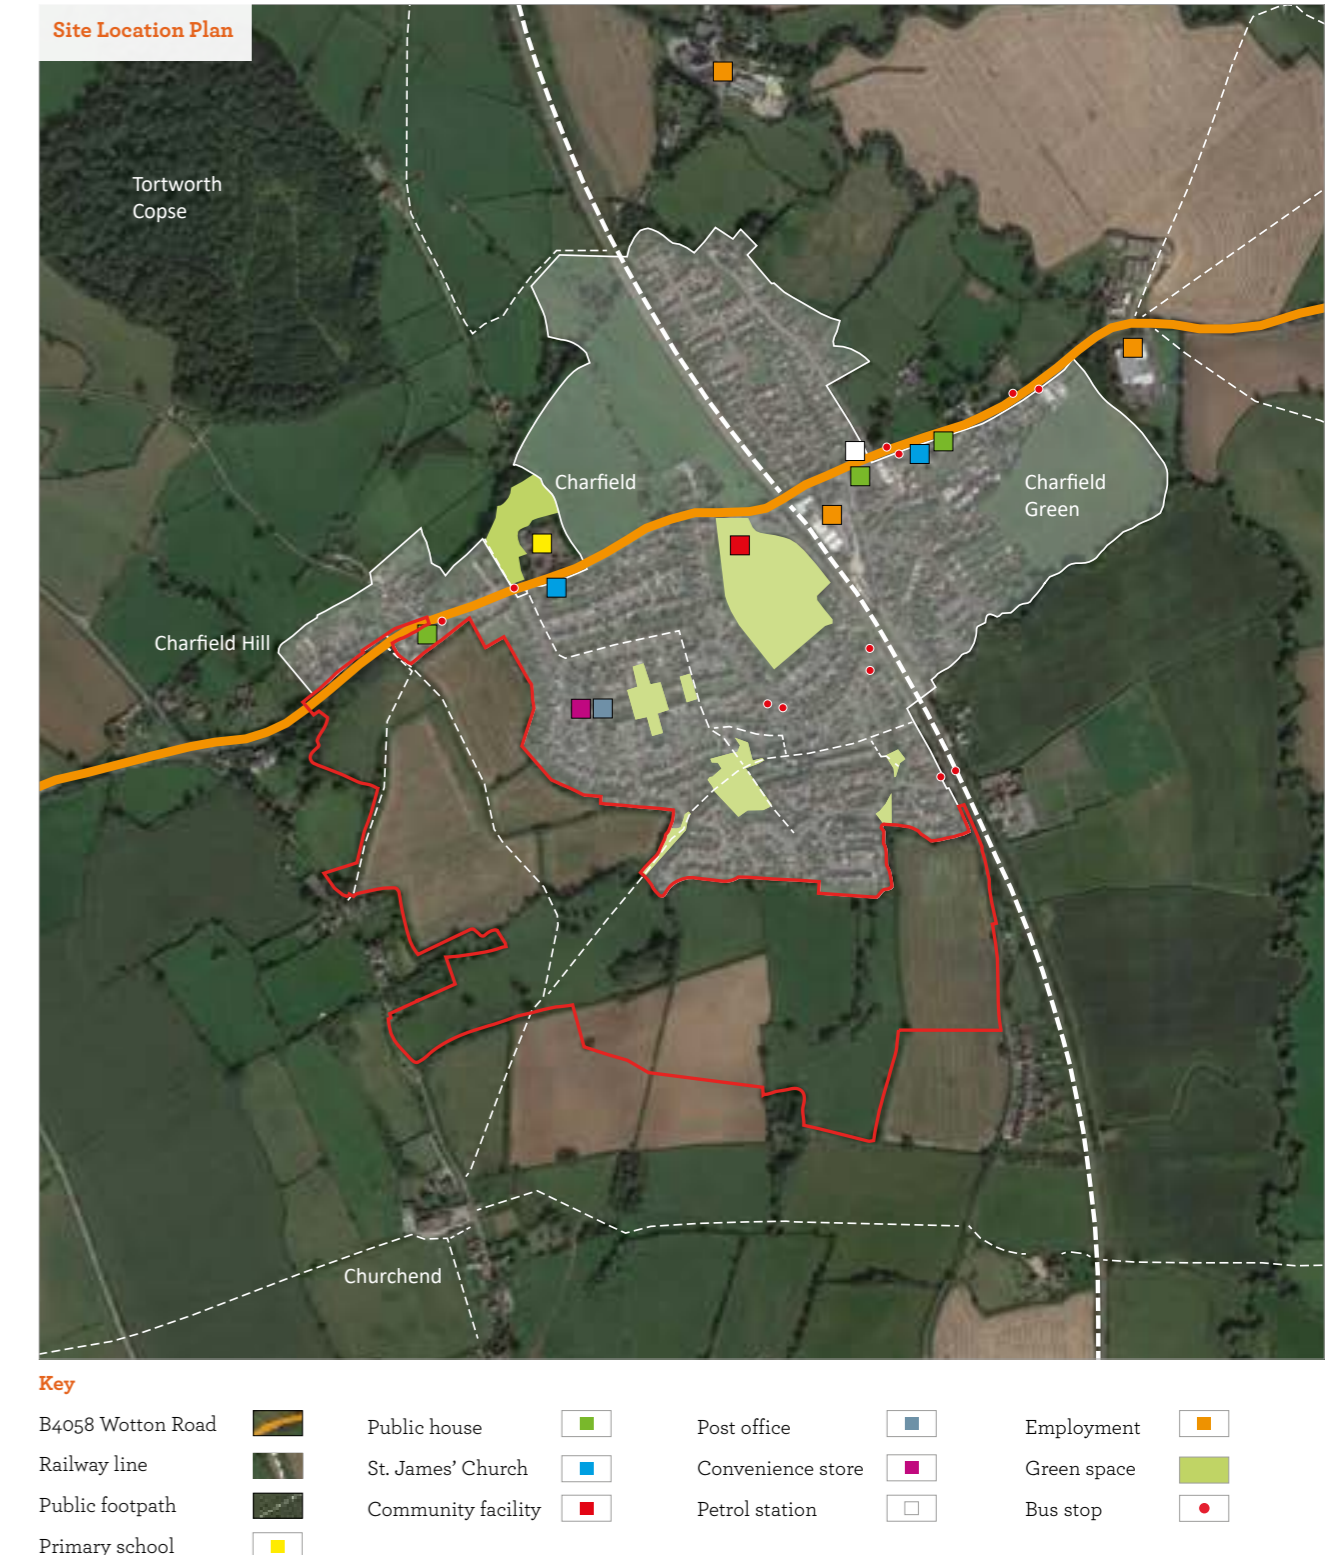 Site Location Plan
Tortworth
Copse
Charfield
Charfield
Green
Charfield Hill
Churchend
Key
B4058 Wotton Road
Railway line
Public footpath
Primary school
Public house
St. James' Church
Community facility
Post office
Convenience store
Petrol station
Employment
Green space
Bus stop